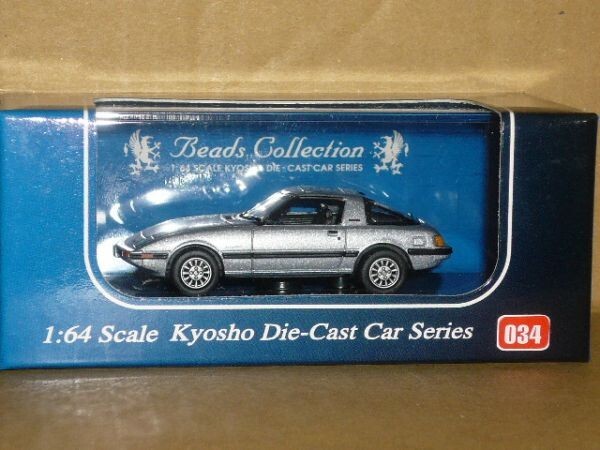 Beads Collection
1:64 SCALE KYOSHO DIE-CAST CAR SERIES
1:64 Scale Kyosho Die-Cast Car Series
034